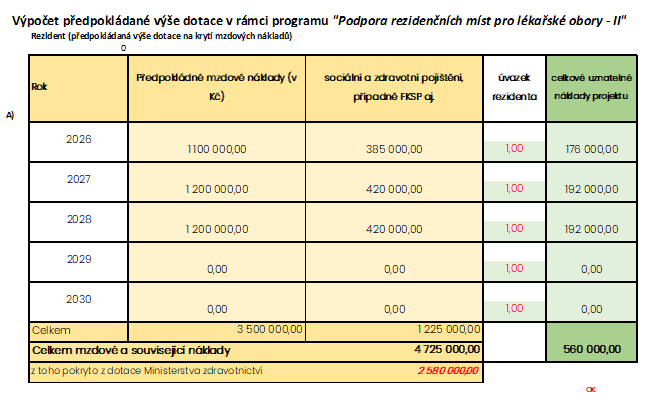 Výpočet předpokládané výše dotace v rámci programu "Podpora rezidenčních míst pro lékařské obory - II"
Rezident (předpokládaná výše dotace na krytí mzdových nákladů)
0
A)
Rok
Předpokládné mzdové náklady (v Kč)
sociální a zdravotní pojištění, případně FKSP aj.
úvazek rezidenta
celkové uznatelné náklady projektu
2026 1 100 000,00 385 000,00 1,00 176 000,00
2027 1 200 000,00 420 000,00 1,00 192 000,00
2028 1 200 000,00 420 000,00 1,00 192 000,00
2029 0,00 0,00 1,00 0,00
2030 0,00 0,00 1,00 0,00
Celkem 3 500 000,00 1 225 000,00
Celkem mzdové a související náklady 4 725 000,00 560 000,00
z toho pokryto z dotace Ministerstva zdravotnictví 2 580 000,00
OK